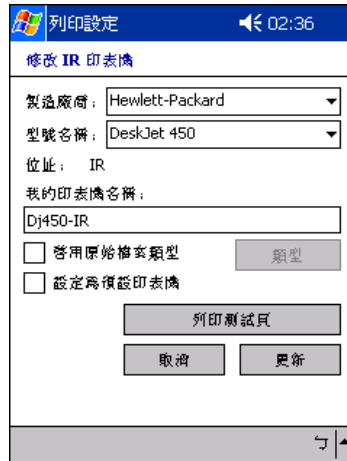 列印設定 02:36
修改 IR 印表機
製造廠商： Hewlett-Packard
型號名稱： DeskJet 450
位址： IR
我的印表機名稱：
Dj450-IR
啓用原始檔案類型 類型
設定為預設印表機
列印測試頁
取消 更新
ㄅ